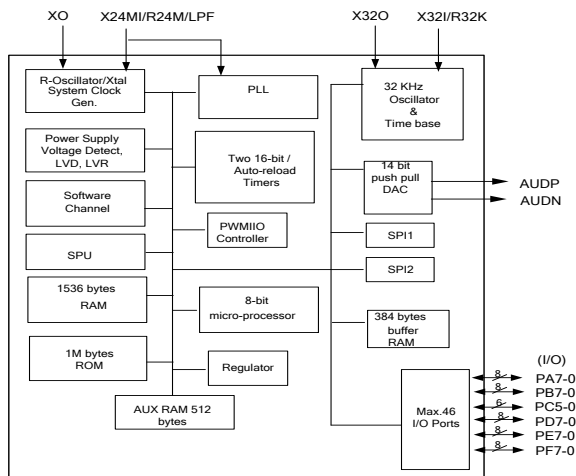 XO
X24MI/R24M/LPF
X32O
X32I/R32K
R-Oscillator/Xtal
System Clock
Gen.
PLL
32 KHz
Oscillator
&
Time base
Power Supply
Voltage Detect,
LVD, LVR
Two 16-bit /
Auto-reload
Timers
14 bit
push pull
DAC
AUDP
AUDN
Software
Channel
PWMIIO
Controller
SPI1
SPU
SPI2
1536 bytes
RAM
8-bit
micro-processor
384 bytes
buffer
RAM
1M bytes
ROM
Regulator
AUX RAM 512
bytes
Max.46
I/O Ports
(I/O)
8 PA7-0
8 PB7-0
6 PC5-0
8 PD7-0
8 PE7-0
8 PF7-0